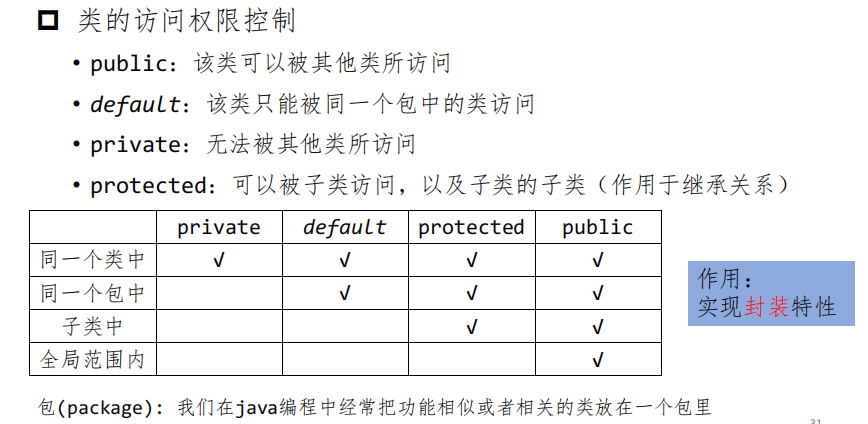 类的访问权限控制
• public: 该类可以被其他类所访问
• default: 该类只能被同一个包中的类访问
• private: 无法被其他类所访问
• protected: 可以被子类访问，以及子类的子类（作用于继承关系）
private default protected public
同一个类中 √ √ √ √
同一个包中 √ √ √
子类中 √ √
全局范围内 √
作用:
实现封装特性
包(package): 我们在java编程中经常把功能相似或者相关的类放在一个包里
31